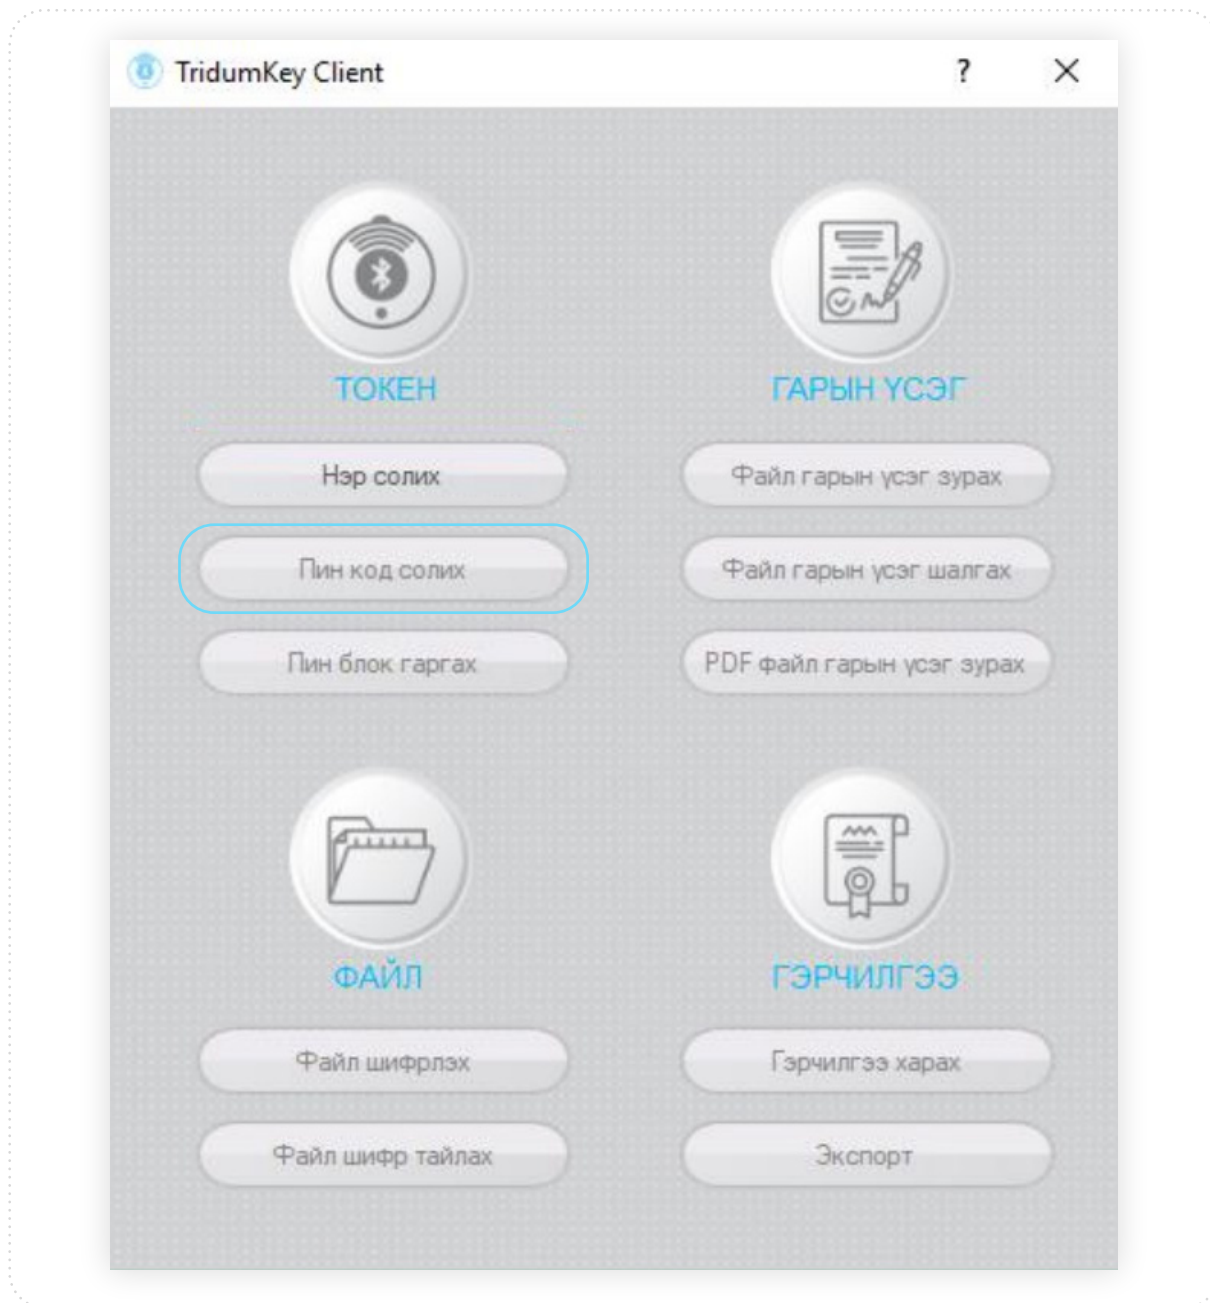 TridumKey Client
?
ТОКЕН
Нэр солих
Пин код солих
Пин блок гаргах
ГАРЫН ҮСЭГ
Файл гарын үсэг зурах
Файл гарын үсэг шалгах
PDF файл гарын үсэг зурах
ФАЙЛ
Файл шифрлэх
Файл шифр тайлах
ГЭРЧИЛГЭЭ
Гэрчилгээ харах
Экспорт